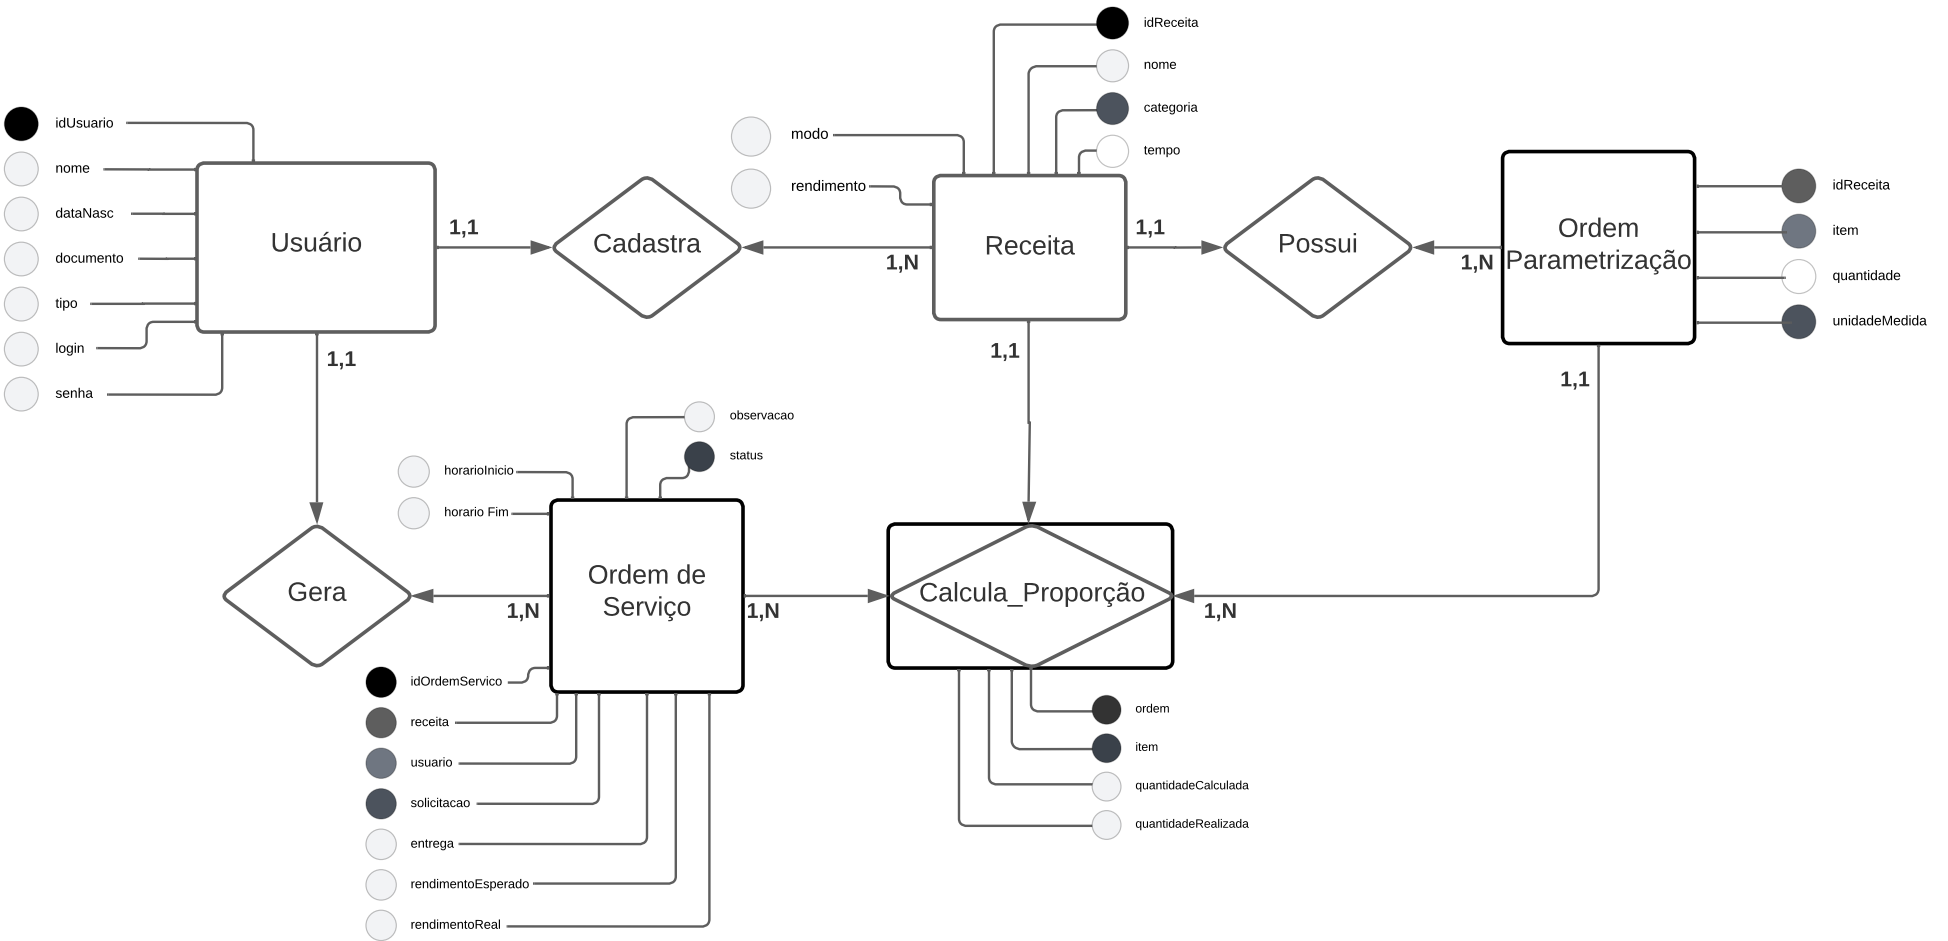 idReceita
nome
categoria
tempo
modo
rendimento
idUsuario
nome
dataNasc
documento
tipo
login
senha
Usuário
1,1
Cadastra
1,N
Receita
1,1
Possui
1,N
Ordem
Parametrização
idReceita
item
quantidade
unidadeMedida
1,1
1,1
1,1
observacao
status
horarioInicio
horario Fim
Gera
1,N
Ordem de
Serviço
1,N
Calcula_Proporção
1,N
idOrdemServico
receita
usuario
solicitacao
entrega
rendimentoEsperado
rendimentoReal
ordem
item
quantidadeCalculada
quantidadeRealizada